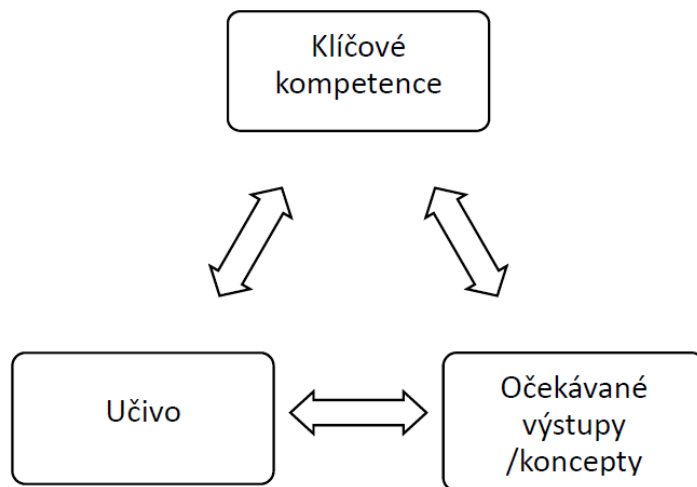 Klíčové
kompetence
Učivo
Očekávané
výstupy
/koncepty